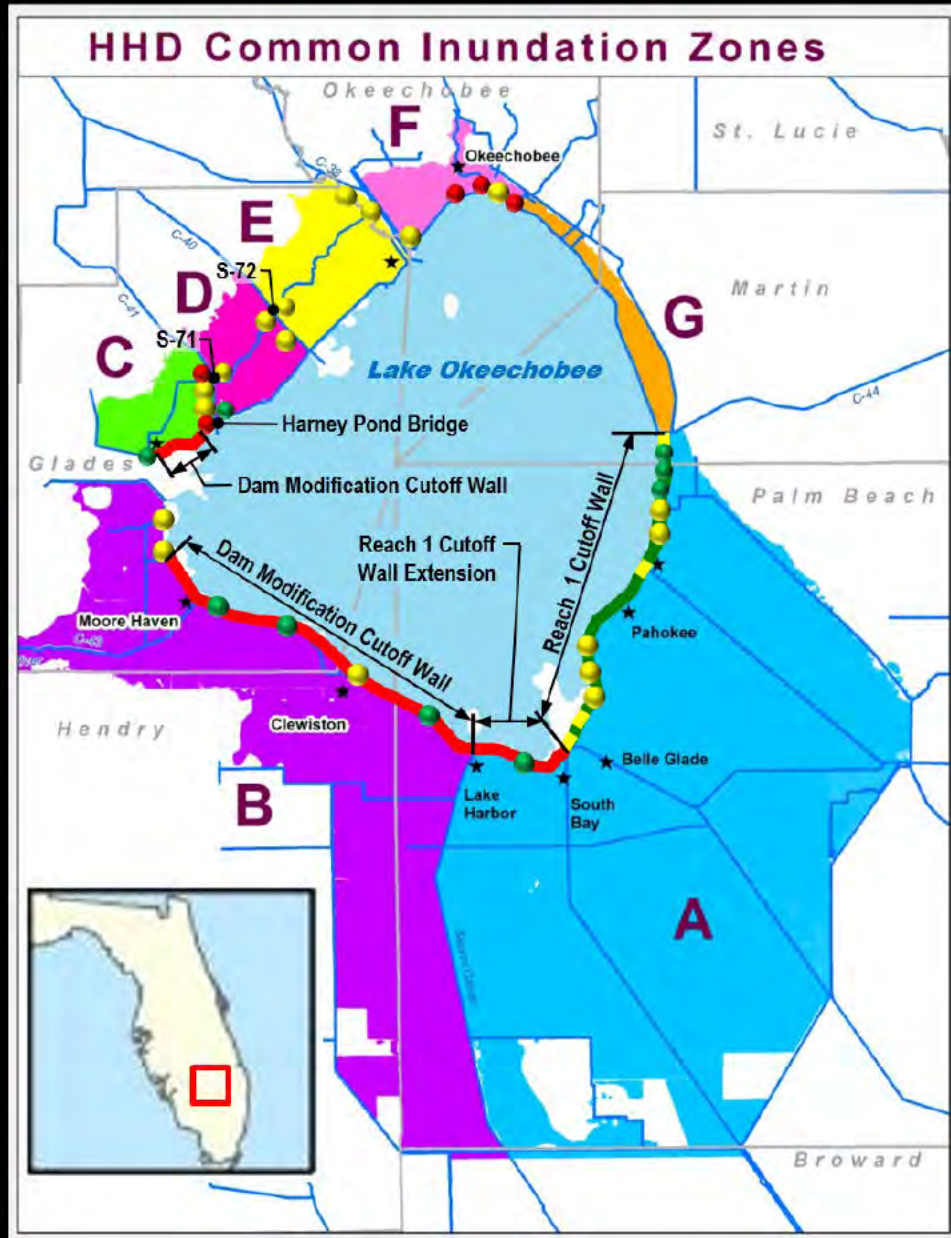 HHD Common Inundation Zones
Okeechobee
F
St. Lucie
Okeechobee
C-38
E
C-40
S-72
D
Martin
C-41
G
S-71
C
Lake Okeechobee
C-44
Harney Pond Bridge
Glades
Dam Modification Cutoff Wall
Palm Beach
Reach 1 Cutoff
Wall Extension
Reach 1 Cutoff Wall
Dam Modification Cutoff Wall
Moore Haven
Pahokee
C-43
Clewiston
Hendry
Belle Glade
Lake
Harbor
South
Bay
B
A
Broward